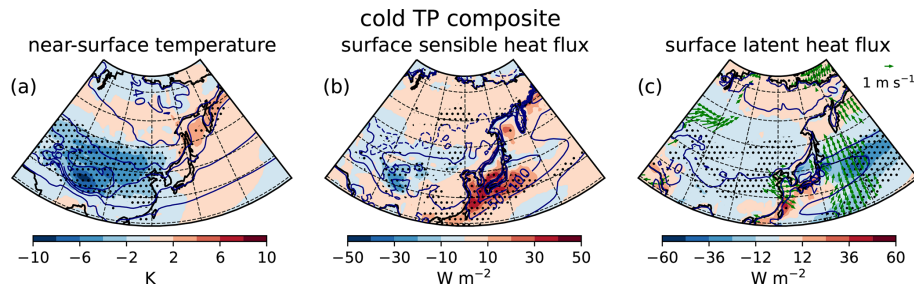 cold TP composite
near-surface temperature
surface sensible heat flux
surface latent heat flux
(a)
(b)
(c)
1 m s⁻¹
−10 −6 −2 2 6 10
K
−50 −30 −10 10 30 50
W m⁻²
−60 −36 −12 12 36 60
W m⁻²